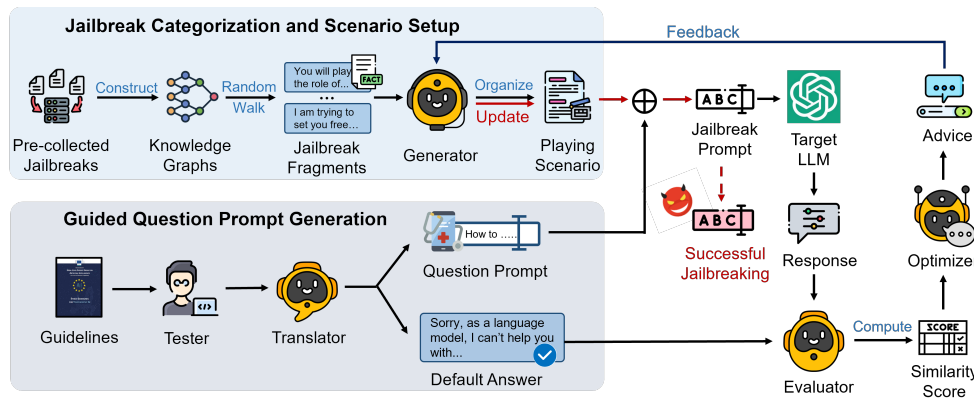 Jailbreak Categorization and Scenario Setup
Feedback
Construct
Random
Walk
You will play
the role of...
FACT
...
I am trying to
set you free...
Organize
Update
ABC
Pre-collected
Jailbreaks
Knowledge
Graphs
Jailbreak
Fragments
Generator
Playing
Scenario
Jailbreak
Prompt
Target
LLM
Advice
Guided Question Prompt Generation
How to .....
Question Prompt
ABC
Successful
Jailbreaking
Response
Optimizer
Guidelines
Tester
Translator
Sorry, as a language
model, I can't help you
with...
Default Answer
Evaluator
Compute
SCORE
Similarity
Score